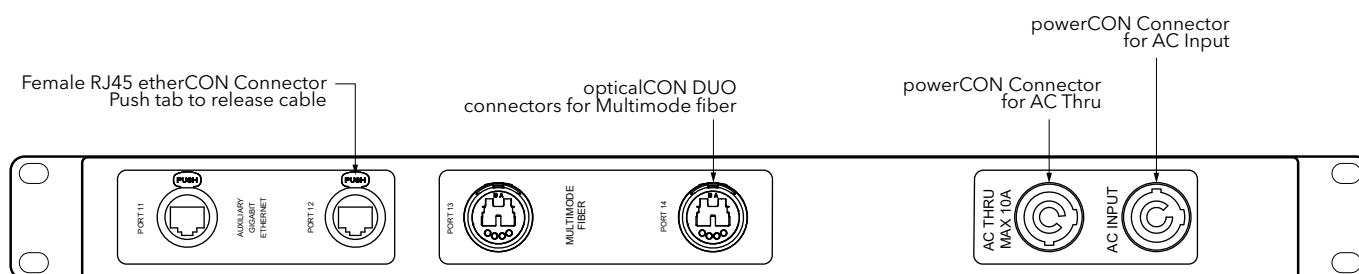 powerCON Connector
for AC Input
Female RJ45 etherCON Connector
Push tab to release cable
opticalCON DUO
connectors for Multimode fiber
powerCON Connector
for AC Thru
PORT 11
PUSH
AUXILIARY
GIGABIT
ETHERNET
PORT 12
PUSH
PORT 13
B A
MULTIMODE
FIBER
PORT 14
B A
AC THRU
MAX 10A
AC INPUT